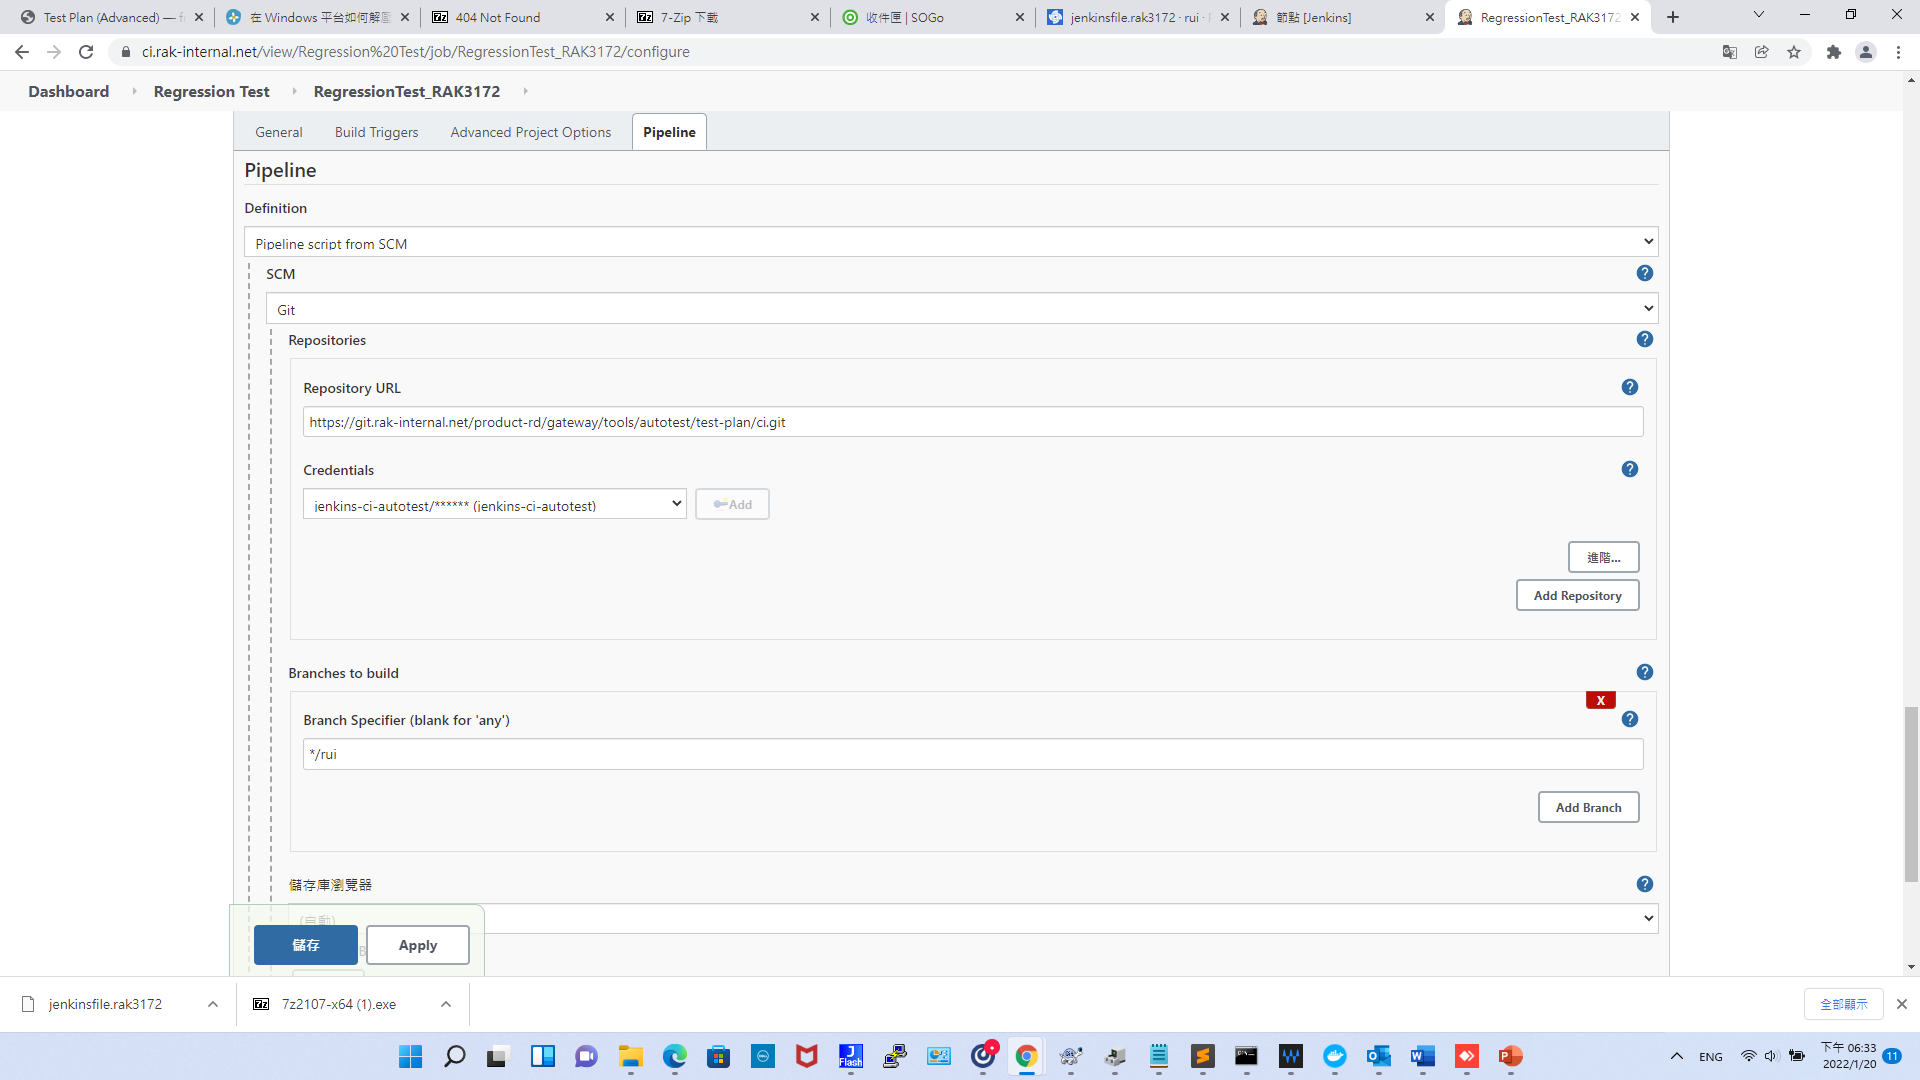 Test Plan (Advanced) — f
在 Windows 平台如何解壓
404 Not Found
7-Zip 下載
收件匣 | SOGo
jenkinsfile.rak3172 · rui ·
節點 [Jenkins]
RegressionTest_RAK3172
ci.rak-internal.net/view/Regression%20Test/job/RegressionTest_RAK3172/configure
Dashboard
Regression Test
RegressionTest_RAK3172
General
Build Triggers
Advanced Project Options
Pipeline
Pipeline
Definition
Pipeline script from SCM
SCM
Git
Repositories
Repository URL
https://git.rak-internal.net/product-rd/gateway/tools/autotest/test-plan/ci.git
Credentials
jenkins-ci-autotest/****** (jenkins-ci-autotest)
Add
進階...
Add Repository
Branches to build
X
Branch Specifier (blank for 'any')
*/rui
Add Branch
儲存庫瀏覽器
(自動)
儲存
Apply
jenkinsfile.rak3172
7z2107-x64 (1).exe
全部顯示
ENG
下午 06:33
2022/1/20
11